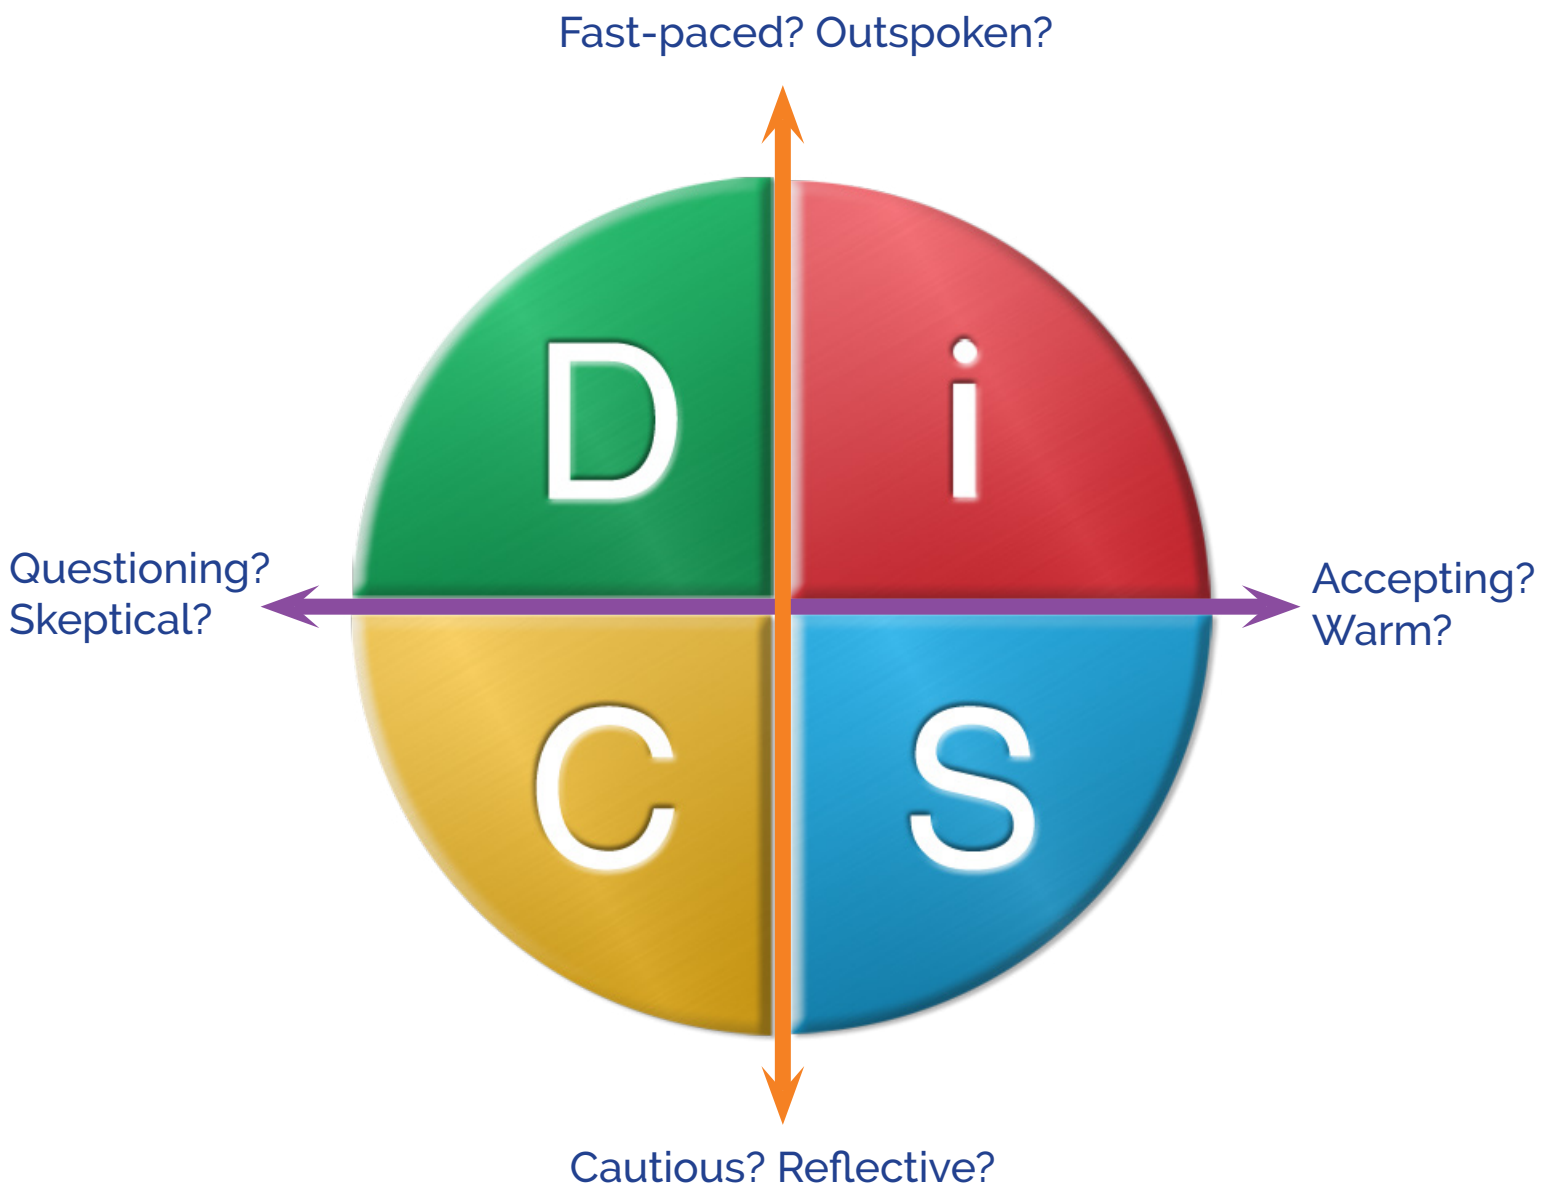 Fast-paced? Outspoken?
D
i
Questioning?
Skeptical?
Accepting?
Warm?
C
S
Cautious? Reflective?